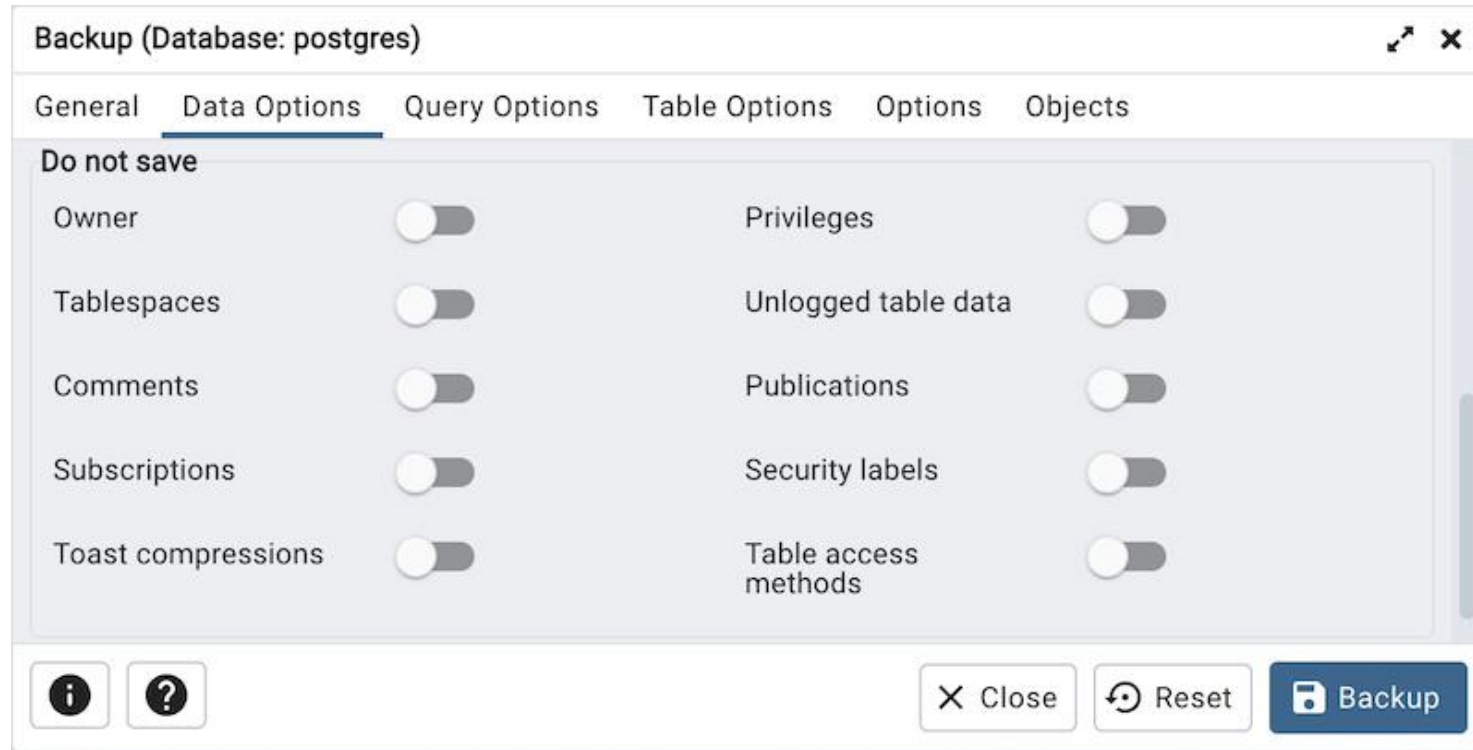 Backup (Database: postgres)
General Data Options Query Options Table Options Options Objects
Do not save
Owner Privileges
Tablespaces Unlogged table data
Comments Publications
Subscriptions Security labels
Toast compressions Table access
methods
Close Reset Backup